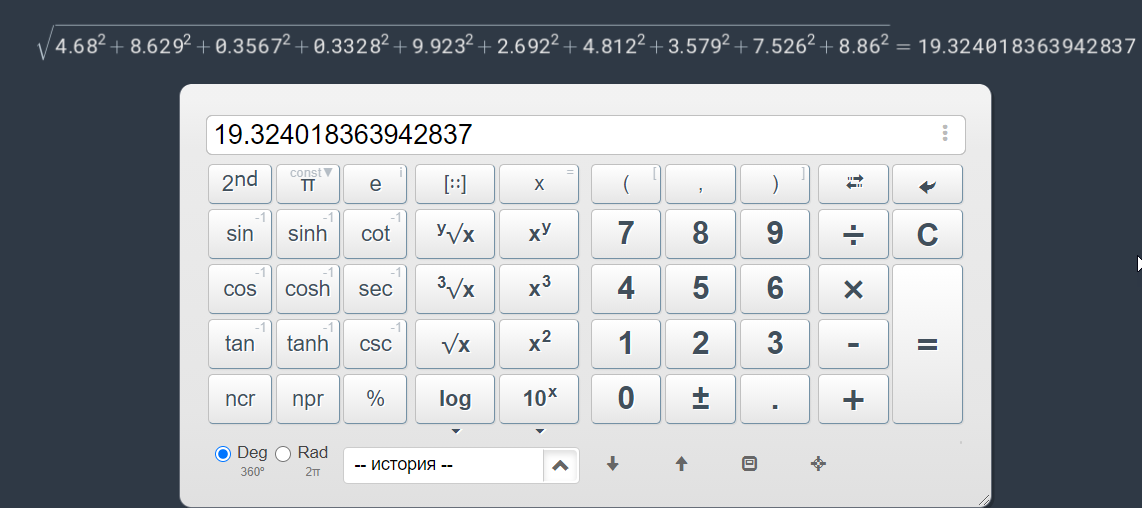 √4.68² + 8.629² + 0.3567² + 0.3328² + 9.923² + 2.692² + 4.812² + 3.579² + 7.526² + 8.86² = 19.324018363942837
19.324018363942837
2nd const▼ π e i [::] x = ( [ , ) ]
sin -1 sinh -1 cot -1 ʸ√x xʸ 7 8 9 ÷ C
cos -1 cosh -1 sec -1 ³√x x³ 4 5 6 ×
tan -1 tanh -1 csc -1 √x x² 1 2 3 - =
ncr npr % log 10ˣ 0 ± . +
Deg Rad -- история --
360º 2π